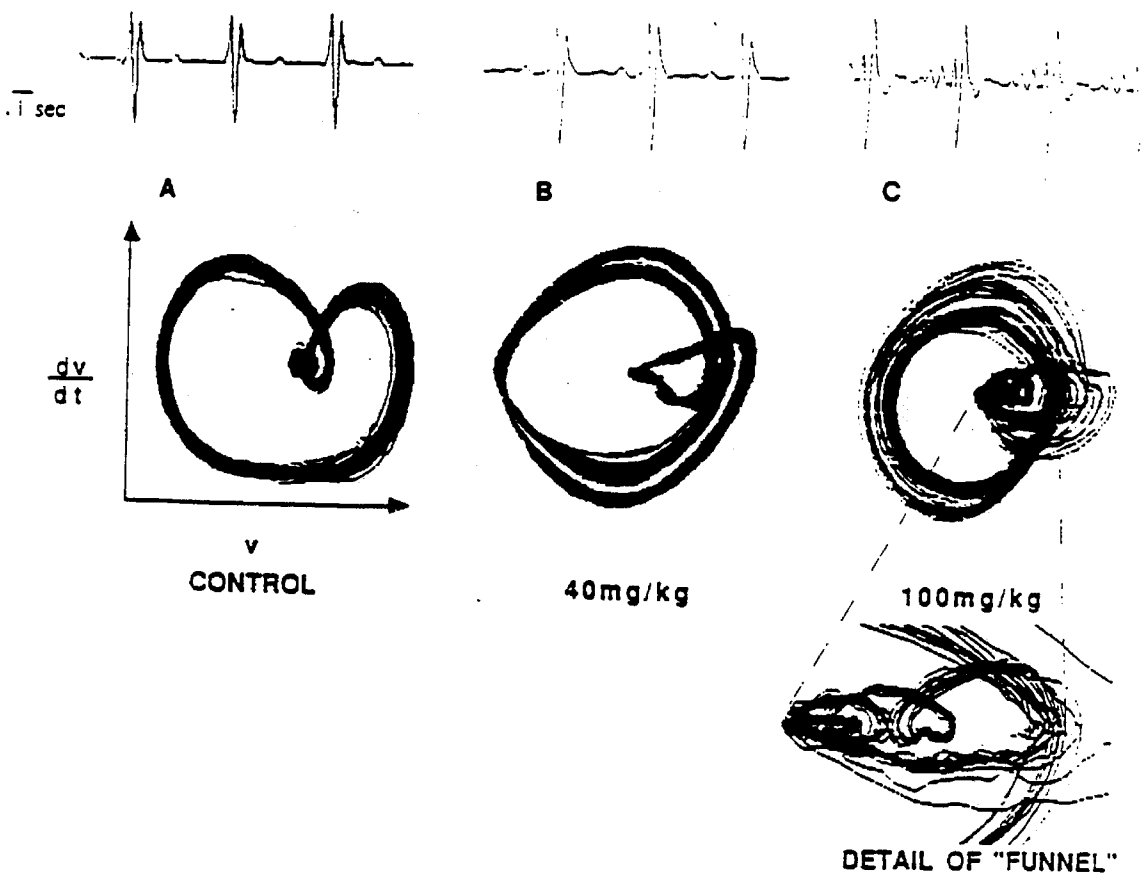 .1 sec
A
B
C
dv
dt
v
CONTROL
40mg/kg
100mg/kg
DETAIL OF "FUNNEL"